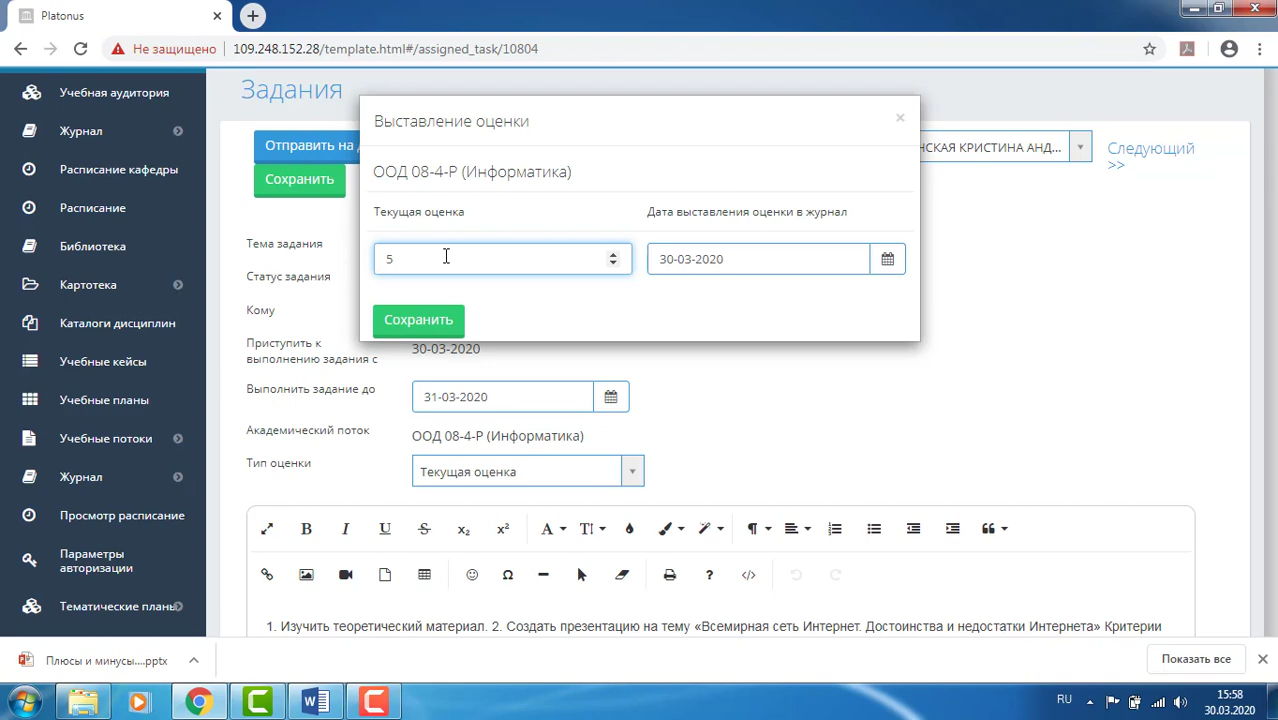 Platonus
Не защищено
109.248.152.28/template.html#/assigned_task/10804
Учебная аудитория
Журнал
Расписание кафедры
Расписание
Библиотека
Картотека
Каталоги дисциплин
Учебные кейсы
Учебные планы
Учебные потоки
Журнал
Просмотр расписание
Параметры
авторизации
Тематические планы
Задания
Отправить на
Сохранить
НСКАЯ КРИСТИНА АНД...
Следующий
>>
Выставление оценки
×
ООД 08-4-Р (Информатика)
Текущая оценка
Дата выставления оценки в журнал
5
30-03-2020
Сохранить
Тема задания
Статус задания
Кому
Приступить к
выполнению задания с
30-03-2020
Выполнить задание до
31-03-2020
Академический поток
ООД 08-4-Р (Информатика)
Тип оценки
Текущая оценка
1. Изучить теоретический материал. 2. Создать презентацию на тему «Всемирная сеть Интернет. Достоинства и недостатки Интернета» Критерии
Плюсы и минусы....pptx
Показать все
RU
15:58
30.03.2020